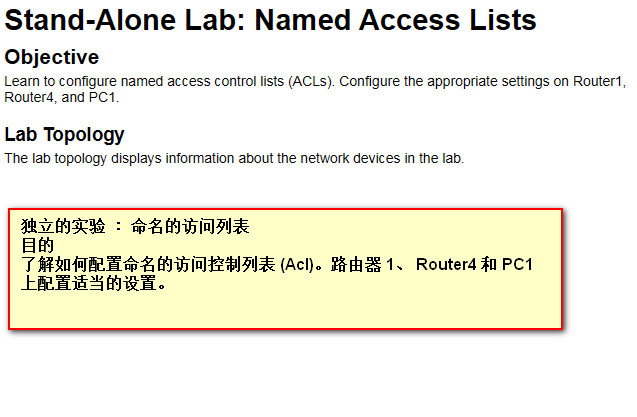 Stand-Alone Lab: Named Access Lists
Objective
Learn to configure named access control lists (ACLs). Configure the appropriate settings on Router1,
Router4, and PC1.
Lab Topology
The lab topology displays information about the network devices in the lab.
独立的实验 ： 命名的访问列表
目的
了解如何配置命名的访问控制列表 (Acl)。路由器 1、 Router4 和 PC1
上配置适当的设置。